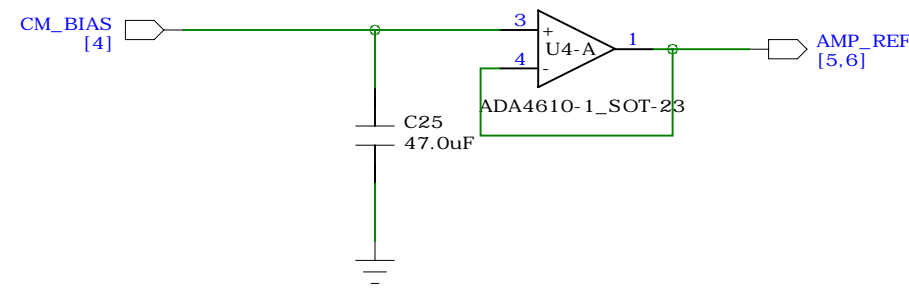 CM_BIAS
[4]
3
+
U4-A
1
4
-
AMP_REF
[5,6]
ADA4610-1_SOT-23
C25
47.0uF